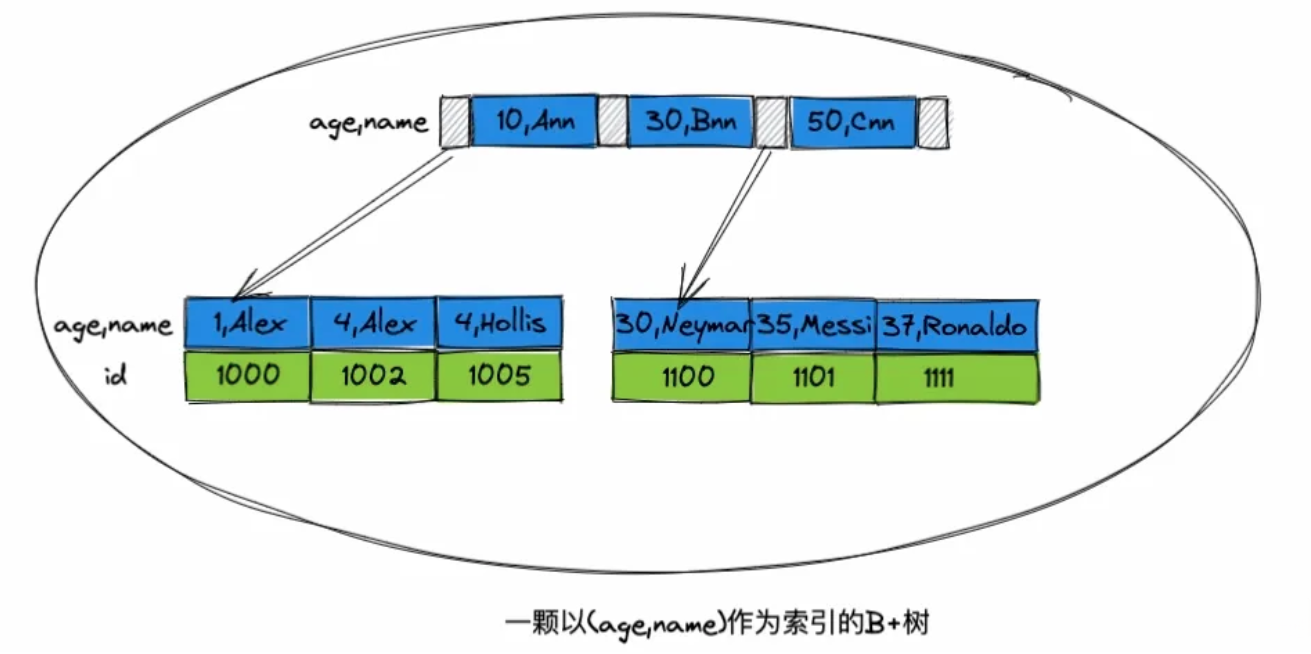 age,name 10,Ann 30,Bnn 50,Cnn
age,name 1,Alex 4,Alex 4,Hollis 30,Neymar 35,Messi 37,Ronaldo
id 1000 1002 1005 1100 1101 1111
一颗以(age,name)作为索引的B+树